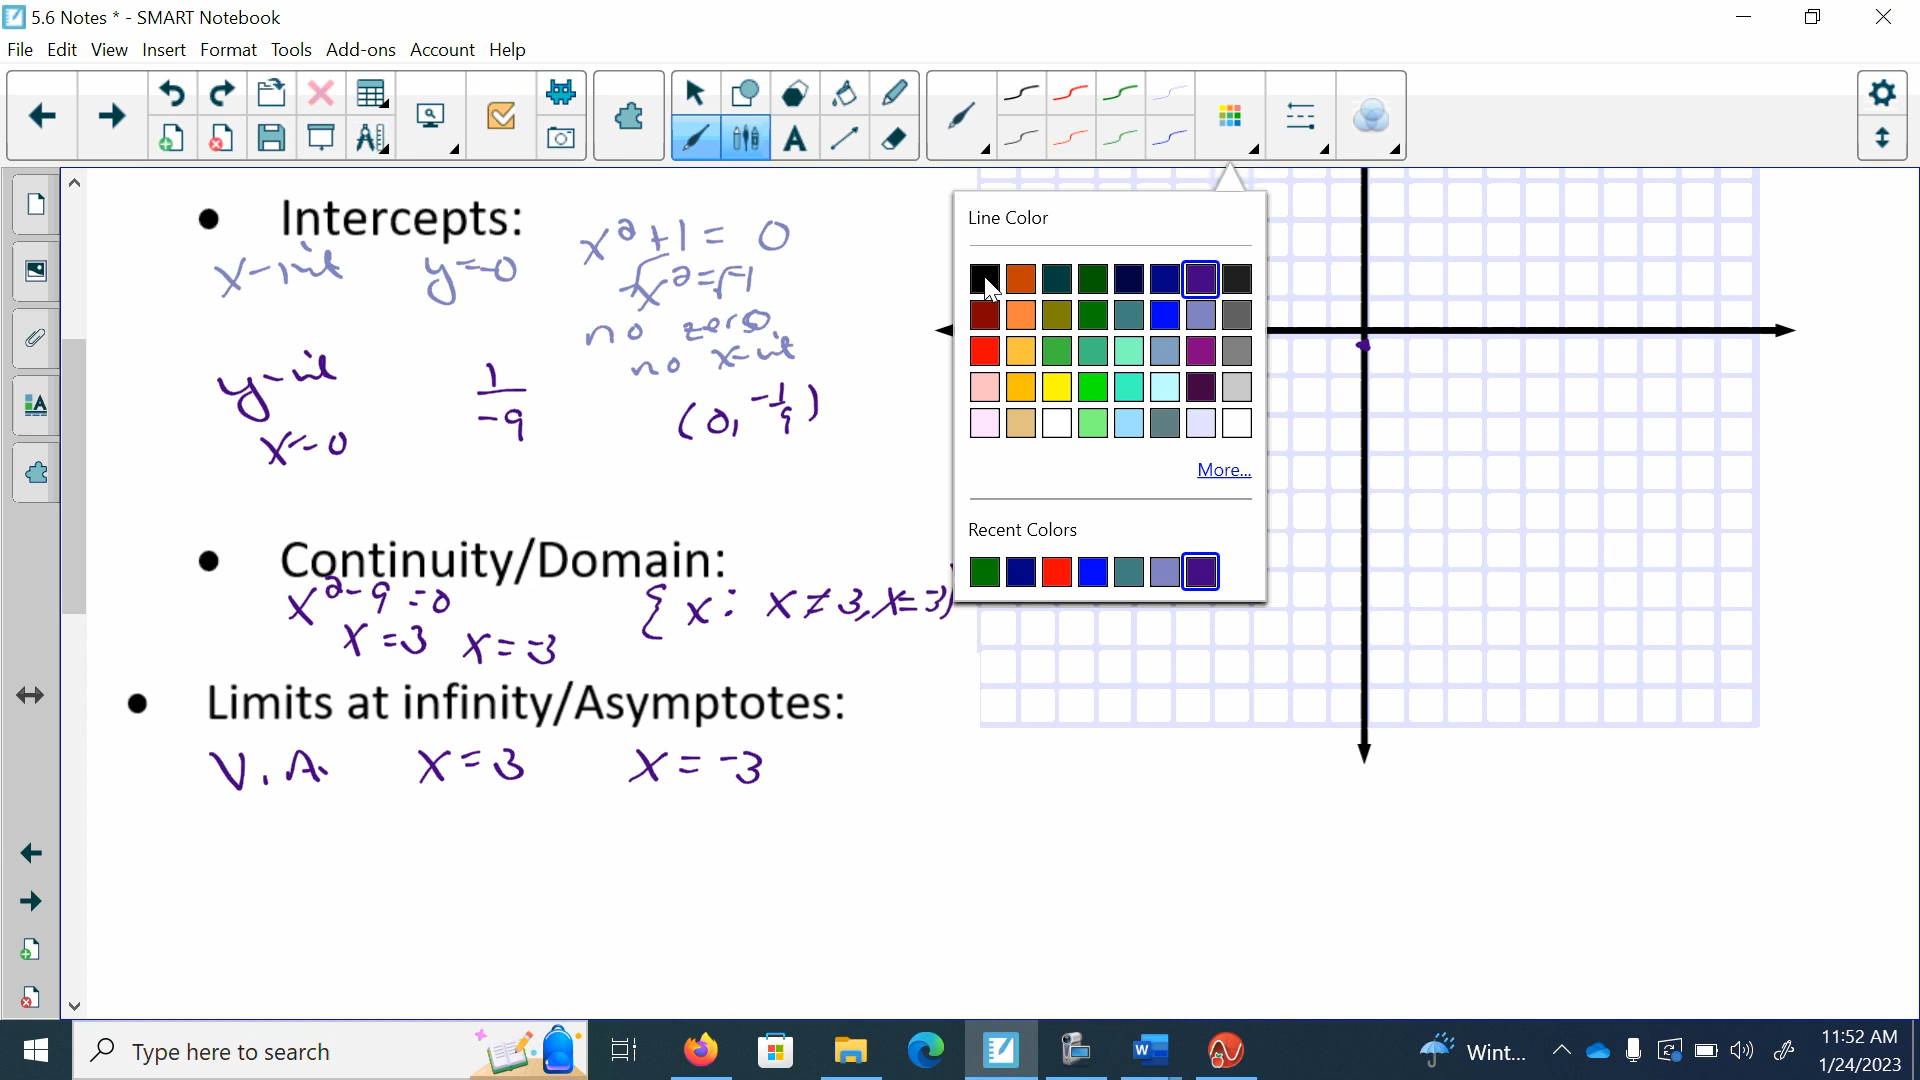 5.6 Notes * - SMART Notebook
File Edit View Insert Format Tools Add-ons Account Help
Line Color
More...
Recent Colors
• Intercepts:
x-int y=0
x²+1 = 0
√x²=√-1
no zero,
no x-int
y-int
x=0
1
-9
(0, -1/9)
• Continuity/Domain:
x²-9=0
x=3 x=-3
{x: x≠3, x=-3}
• Limits at infinity/Asymptotes:
V.A. x=3 x=-3
Type here to search
Wint...
11:52 AM
1/24/2023